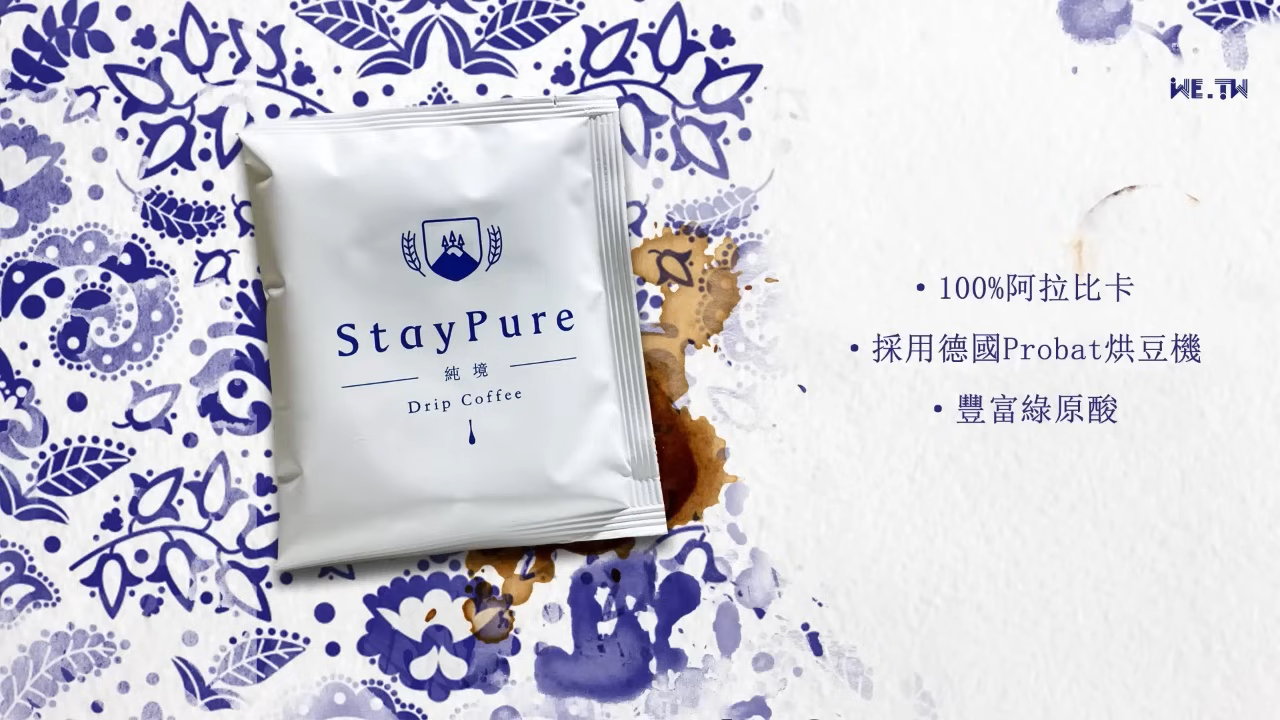 StayPure
純境
Drip Coffee
WE.TW
• 100%阿拉比卡
• 採用德國Probat烘豆機
• 豐富綠原酸